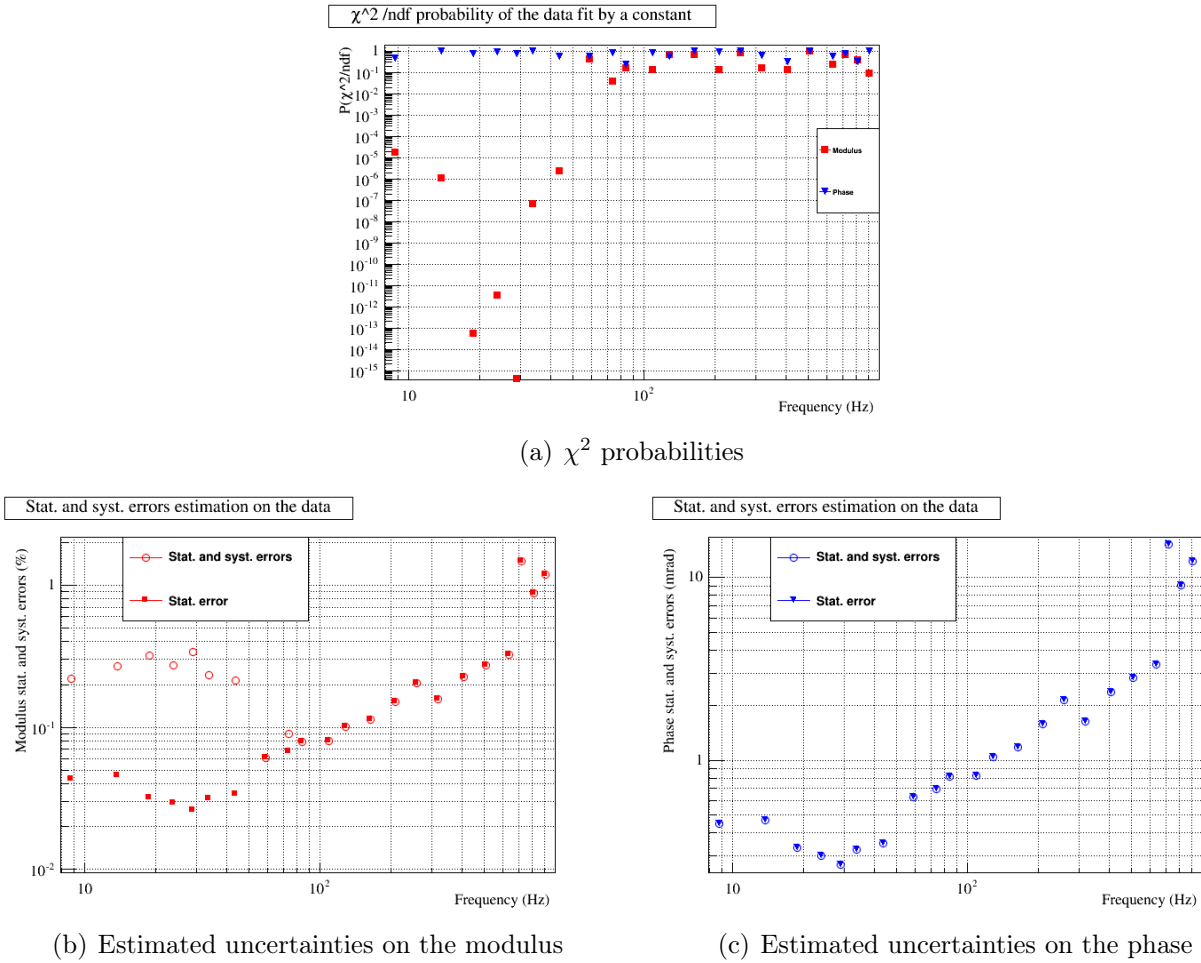 χ^2 /ndf probability of the data fit by a constant
P(χ^2/ndf)
1
10^-1
10^-2
10^-3
10^-4
10^-5
10^-6
10^-7
10^-8
10^-9
10^-10
10^-11
10^-12
10^-13
10^-14
10^-15
Modulus
Phase
10
10^2
Frequency (Hz)
(a) χ^2 probabilities
Stat. and syst. errors estimation on the data
Modulus stat. and syst. errors (%)
Stat. and syst. errors
Stat. error
1
10^-1
10^-2
10
10^2
Frequency (Hz)
(b) Estimated uncertainties on the modulus
Stat. and syst. errors estimation on the data
Phase stat. and syst. errors (mrad)
Stat. and syst. errors
Stat. error
10
1
10
10^2
Frequency (Hz)
(c) Estimated uncertainties on the phase